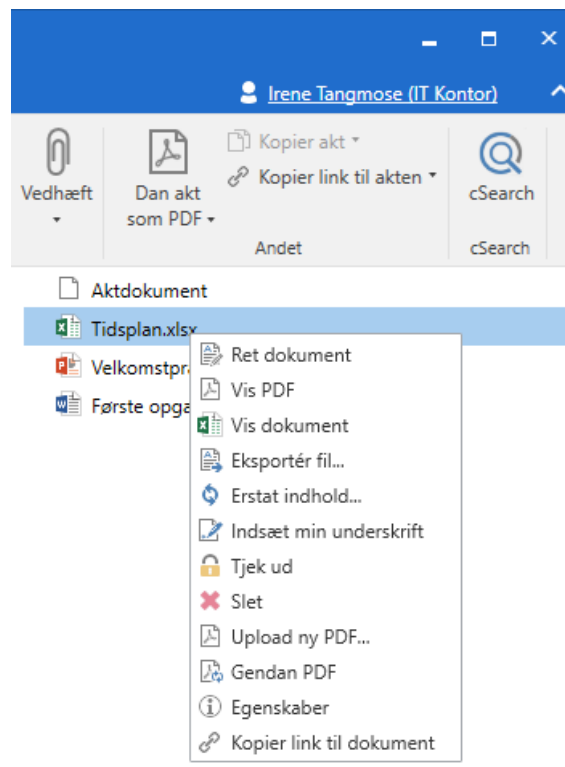 Irene Tangmose (IT Kontor)
Vedhæft
Dan akt
som PDF
Kopier akt
Kopier link til akten
Andet
cSearch
cSearch
Aktdokument
Tidsplan.xlsx
Velkomstpr
Første opga
Ret dokument
Vis PDF
Vis dokument
Eksportér fil...
Erstat indhold...
Indsæt min underskrift
Tjek ud
Slet
Upload ny PDF...
Gendan PDF
Egenskaber
Kopier link til dokument